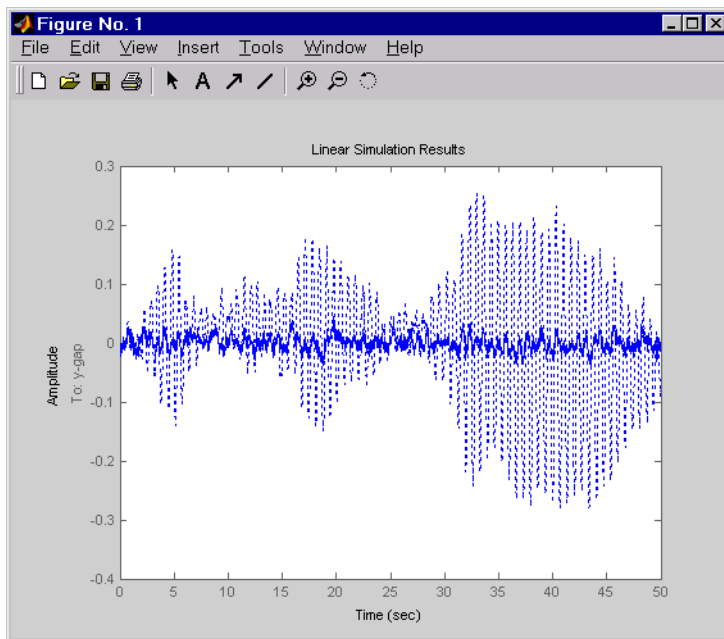 Figure No. 1
File Edit View Insert Tools Window Help
A
Linear Simulation Results
Amplitude
To: y-gap
0.3
0.2
0.1
0
-0.1
-0.2
-0.3
-0.4
0 5 10 15 20 25 30 35 40 45 50
Time (sec)